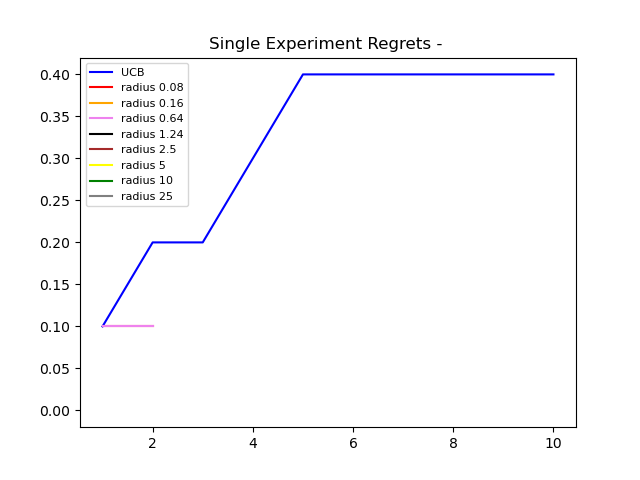 Single Experiment Regrets -
UCB
radius 0.08
radius 0.16
radius 0.64
radius 1.24
radius 2.5
radius 5
radius 10
radius 25
0.40
0.35
0.30
0.25
0.20
0.15
0.10
0.05
0.00
2 4 6 8 10